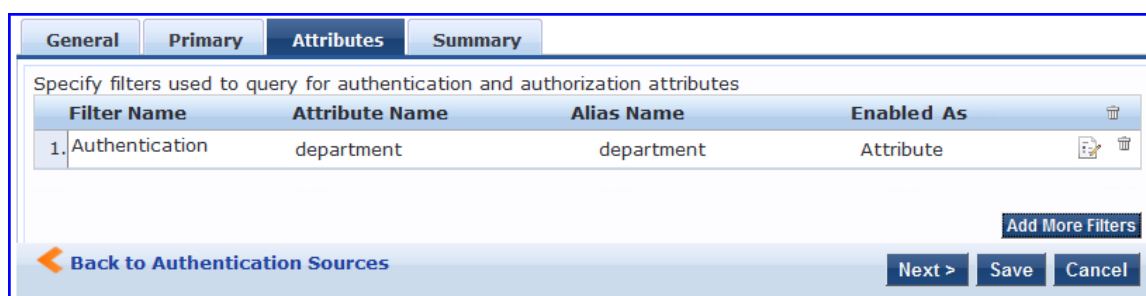 General Primary Attributes Summary
Specify filters used to query for authentication and authorization attributes
Filter Name Attribute Name Alias Name Enabled As
1. Authentication department department Attribute
Add More Filters
Back to Authentication Sources Next > Save Cancel